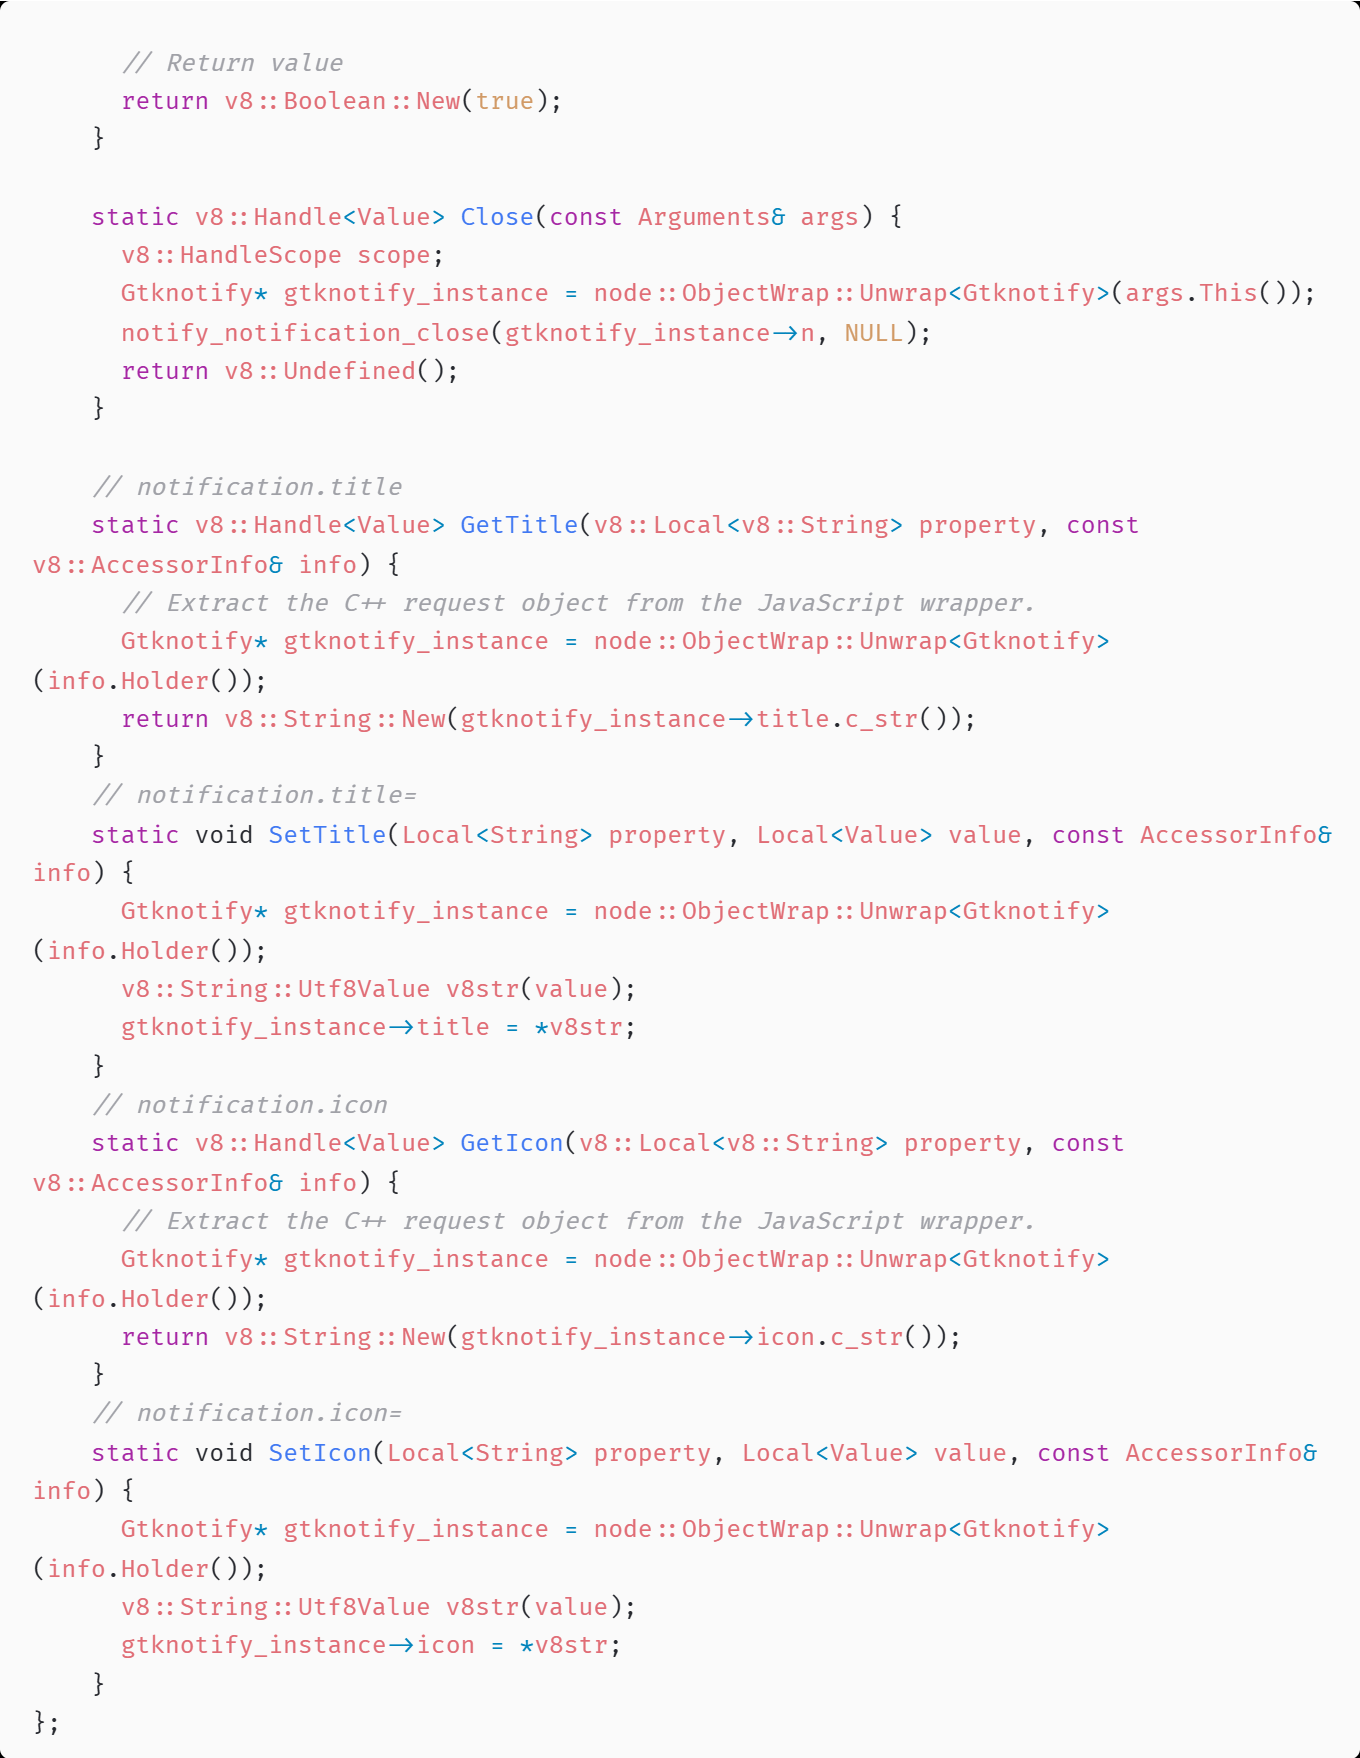 // Return value
return v8::Boolean::New(true);
}
static v8::Handle<Value> Close(const Arguments& args) {
v8::HandleScope scope;
Gtknotify* gtknotify_instance = node::ObjectWrap::Unwrap<Gtknotify>(args.This());
notify_notification_close(gtknotify_instance->n, NULL);
return v8::Undefined();
}
// notification.title
static v8::Handle<Value> GetTitle(v8::Local<v8::String> property, const
v8::AccessorInfo& info) {
// Extract the C++ request object from the JavaScript wrapper.
Gtknotify* gtknotify_instance = node::ObjectWrap::Unwrap<Gtknotify>
(info.Holder());
return v8::String::New(gtknotify_instance->title.c_str());
}
// notification.title=
static void SetTitle(Local<String> property, Local<Value> value, const AccessorInfo&
info) {
Gtknotify* gtknotify_instance = node::ObjectWrap::Unwrap<Gtknotify>
(info.Holder());
v8::String::Utf8Value v8str(value);
gtknotify_instance->title = *v8str;
}
// notification.icon
static v8::Handle<Value> GetIcon(v8::Local<v8::String> property, const
v8::AccessorInfo& info) {
// Extract the C++ request object from the JavaScript wrapper.
Gtknotify* gtknotify_instance = node::ObjectWrap::Unwrap<Gtknotify>
(info.Holder());
return v8::String::New(gtknotify_instance->icon.c_str());
}
// notification.icon=
static void SetIcon(Local<String> property, Local<Value> value, const AccessorInfo&
info) {
Gtknotify* gtknotify_instance = node::ObjectWrap::Unwrap<Gtknotify>
(info.Holder());
v8::String::Utf8Value v8str(value);
gtknotify_instance->icon = *v8str;
}
};